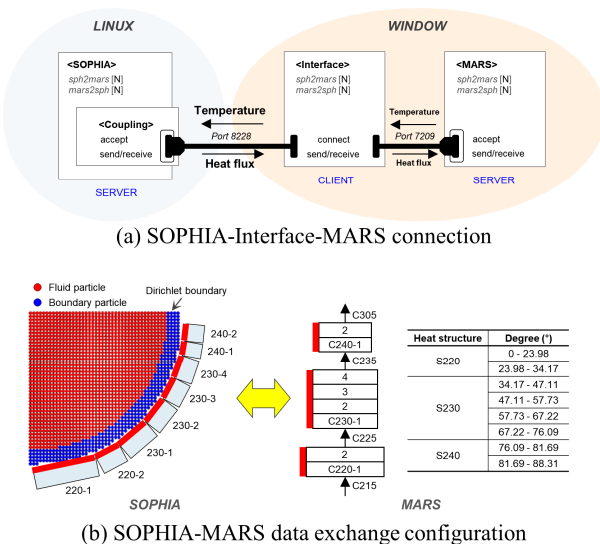 LINUX
WINDOW
<SOPHIA>
sph2mars [N]
mars2sph [N]
<Coupling>
accept
send/receive
SERVER
Temperature
Port 8228
Heat flux
<Interface>
sph2mars [N]
mars2sph [N]
connect
send/receive
CLIENT
Temperature
Port 7209
Heat flux
<MARS>
sph2mars [N]
mars2sph [N]
accept
send/receive
SERVER
(a) SOPHIA-Interface-MARS connection
Fluid particle
Boundary particle
Dirichlet boundary
240-2
240-1
230-4
230-3
230-2
230-1
220-2
220-1
SOPHIA
C305
2
C240-1
C235
4
3
2
C230-1
C225
2
C220-1
C215
MARS
Heat structure Degree (°)
S220 0 - 23.98
23.98 - 34.17
S230 34.17 - 47.11
47.11 - 57.73
57.73 - 67.22
67.22 - 76.09
S240 76.09 - 81.69
81.69 - 88.31
(b) SOPHIA-MARS data exchange configuration